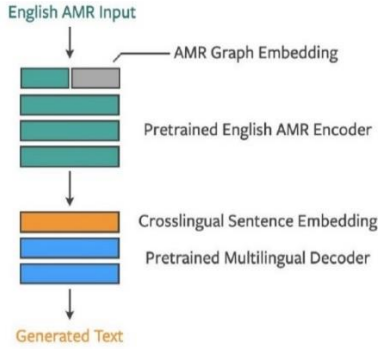 English AMR Input
AMR Graph Embedding
Pretrained English AMR Encoder
Crosslingual Sentence Embedding
Pretrained Multilingual Decoder
Generated Text